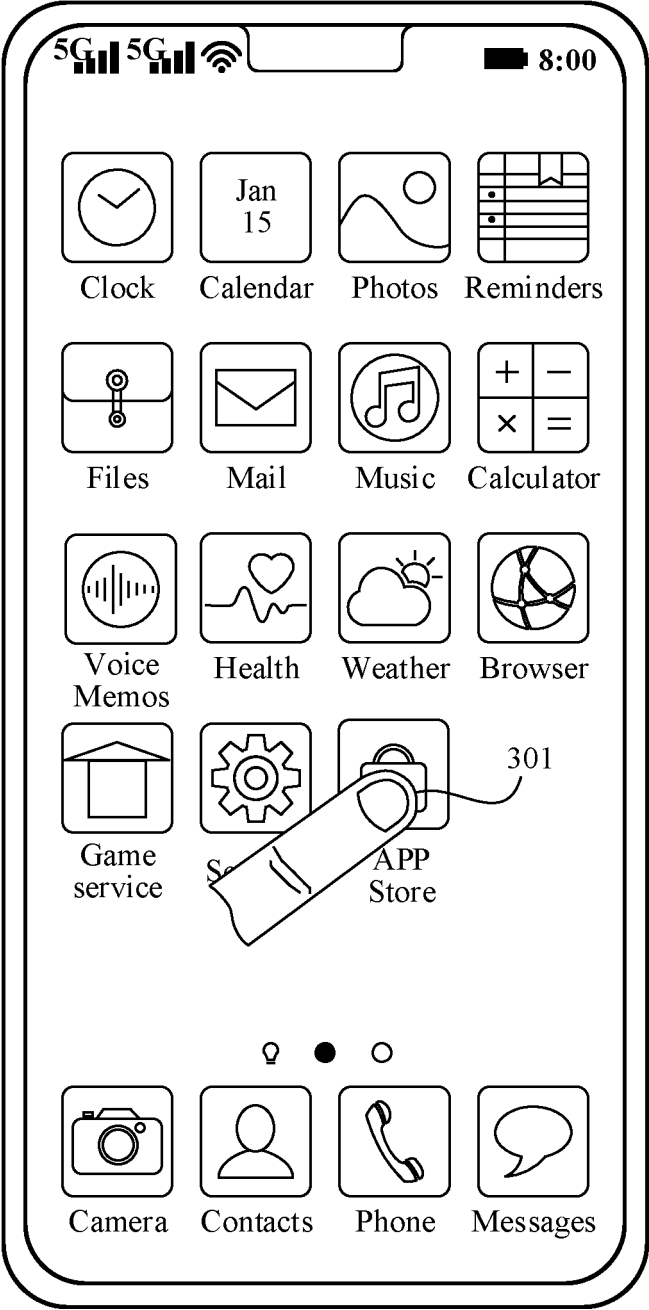 5G 5G 8:00
Jan
15
Clock Calendar Photos Reminders
+ −
× =
Files Mail Music Calculator
Voice
Memos Health Weather Browser
301
Game
service
APP
Store
Camera Contacts Phone Messages